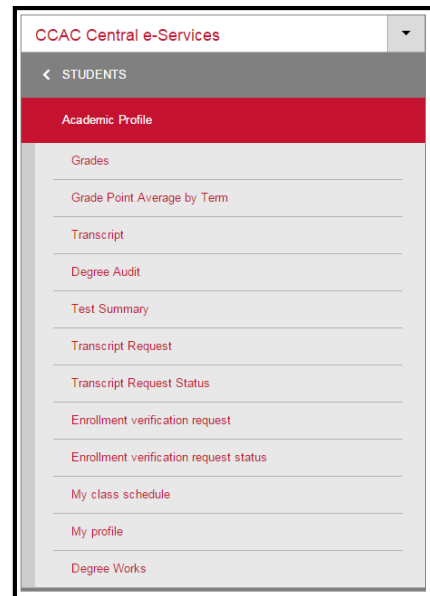 CCAC Central e-Services
STUDENTS
Academic Profile
Grades
Grade Point Average by Term
Transcript
Degree Audit
Test Summary
Transcript Request
Transcript Request Status
Enrollment verification request
Enrollment verification request status
My class schedule
My profile
Degree Works